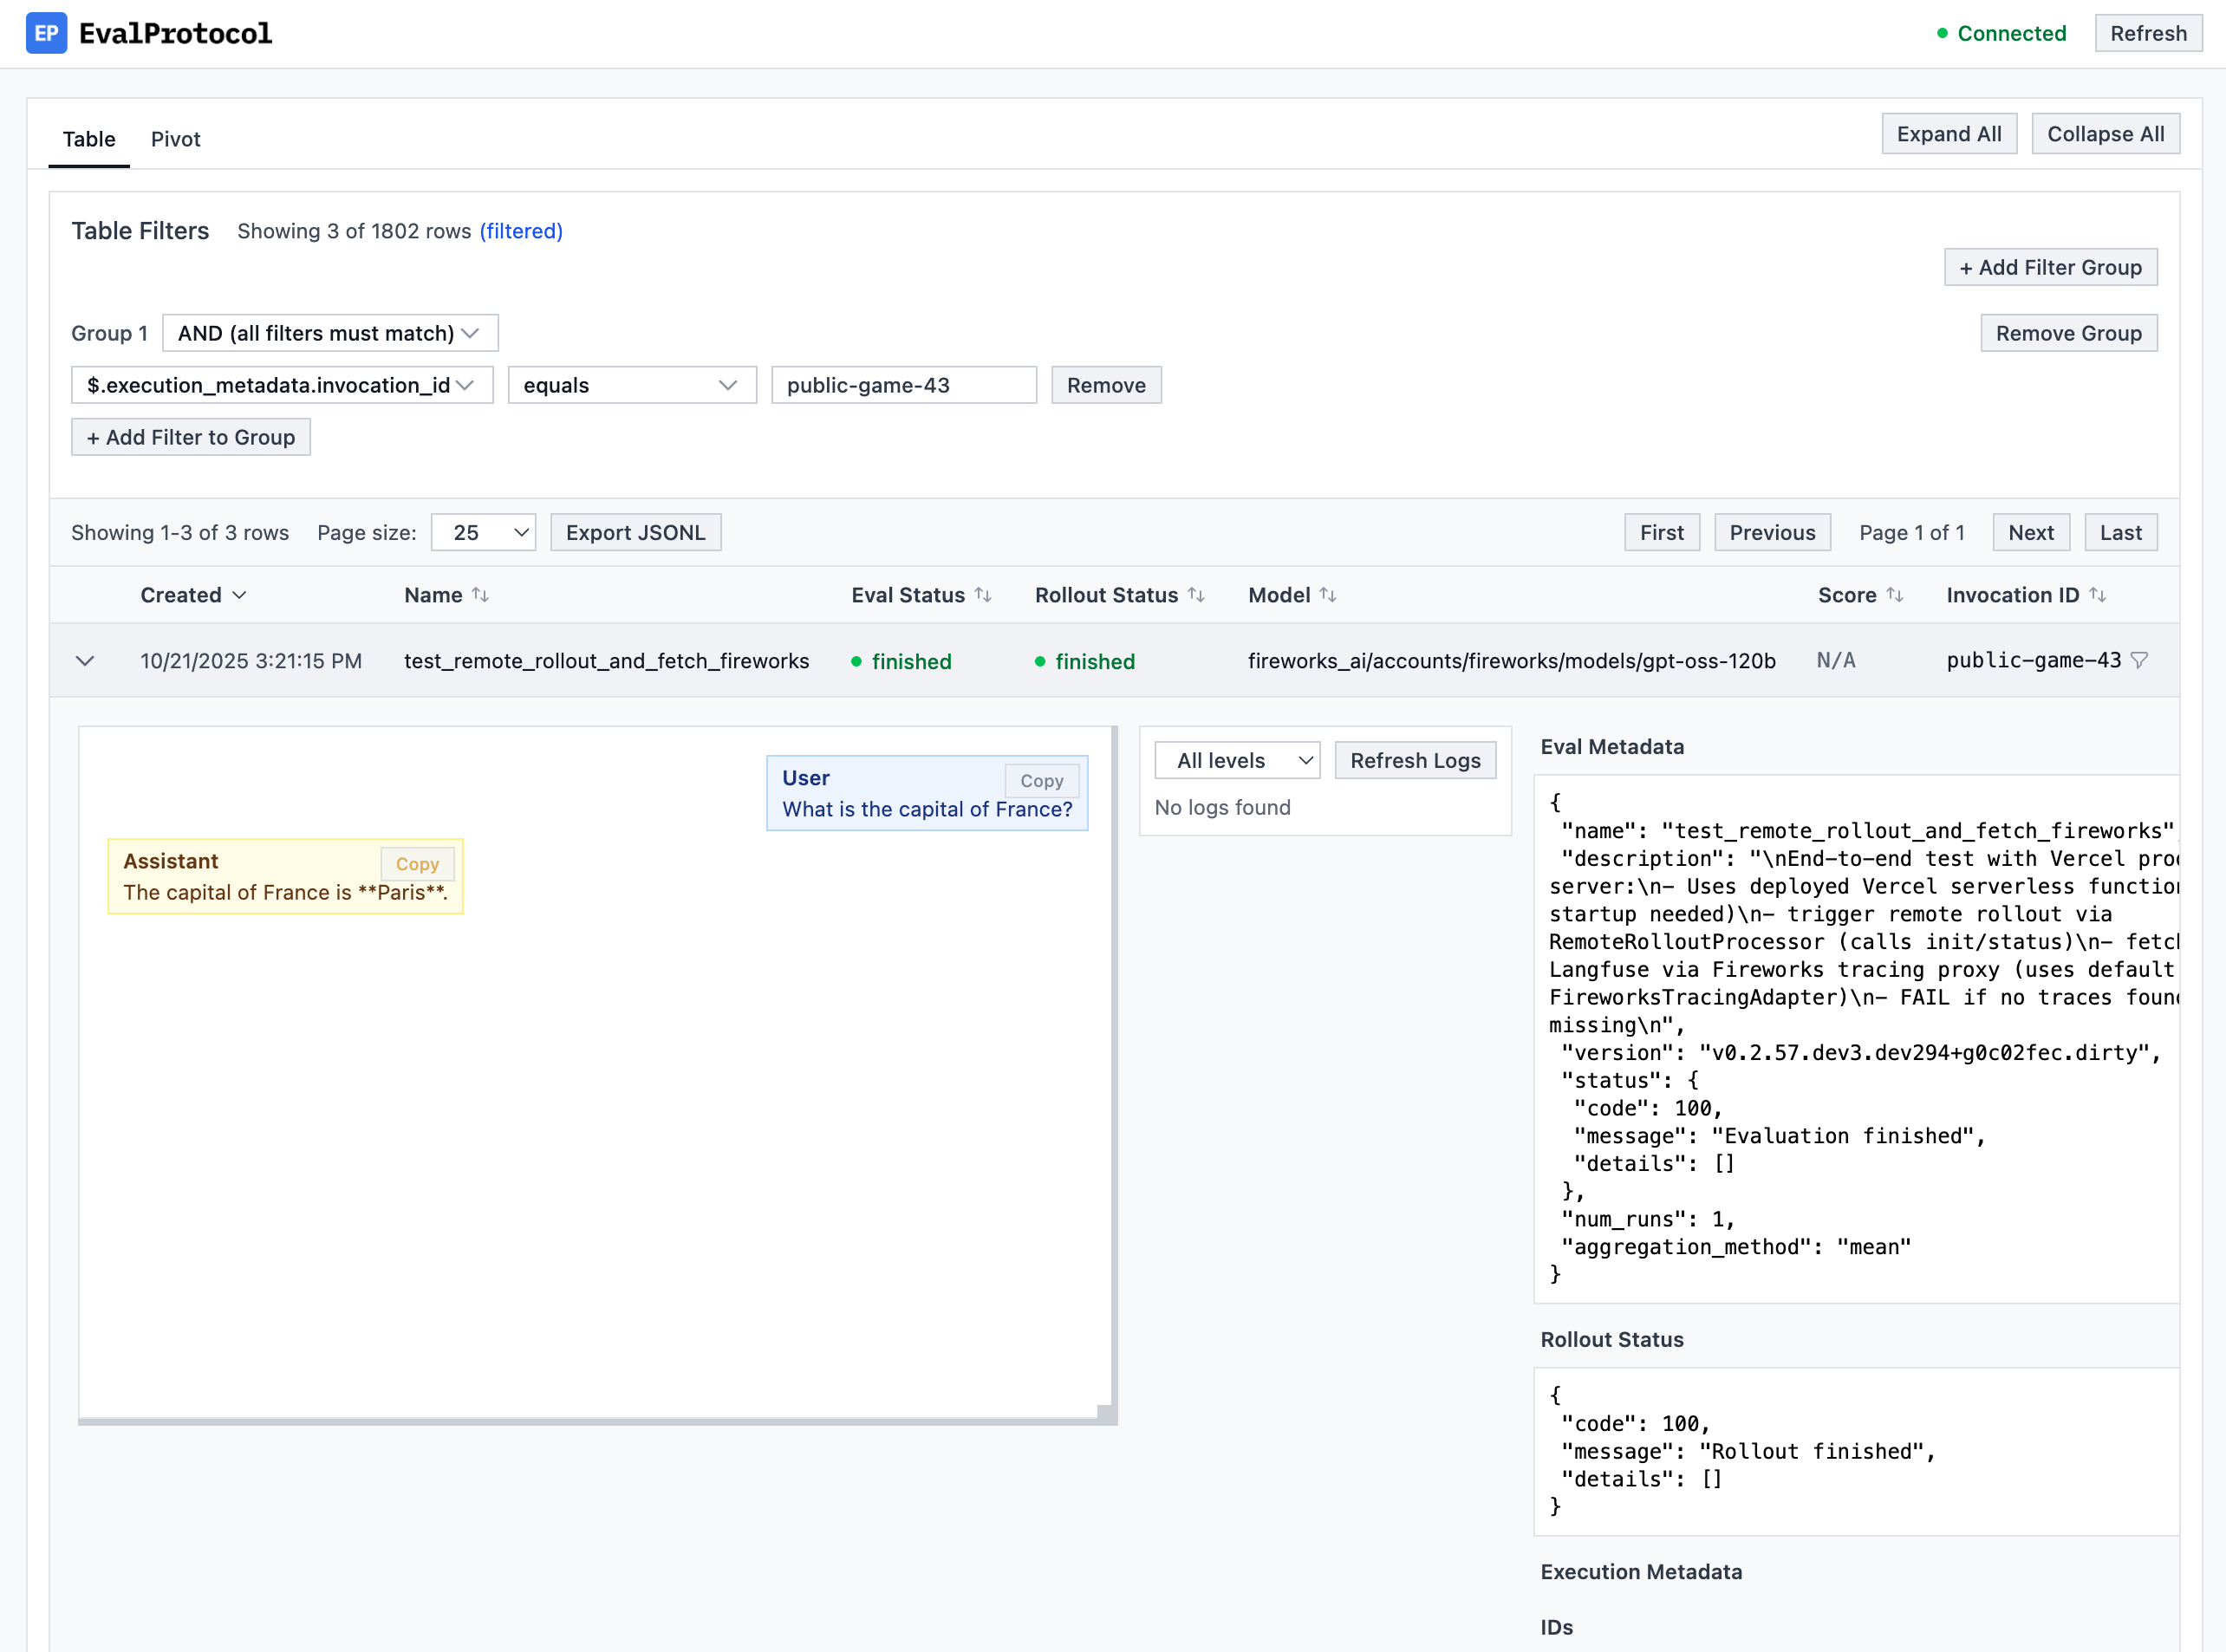 EP EvalProtocol
Connected Refresh
Table Pivot Expand All Collapse All
Table Filters Showing 3 of 1802 rows (filtered)
+ Add Filter Group
Group 1 AND (all filters must match) Remove Group
$.execution_metadata.invocation_id equals public-game-43 Remove
+ Add Filter to Group
Showing 1-3 of 3 rows Page size: 25 Export JSONL First Previous Page 1 of 1 Next Last
Created Name Eval Status Rollout Status Model Score Invocation ID
10/21/2025 3:21:15 PM test_remote_rollout_and_fetch_fireworks finished finished fireworks_ai/accounts/fireworks/models/gpt-oss-120b N/A public-game-43
User Copy
What is the capital of France?
Assistant Copy
The capital of France is **Paris**.
All levels Refresh Logs
No logs found
Eval Metadata
{
"name": "test_remote_rollout_and_fetch_fireworks"
"description": "\nEnd-to-end test with Vercel
server:\n- Uses deployed Vercel serverless
startup needed)\n- trigger remote rollout via
RemoteRolloutProcessor (calls init/status)\n-
Langfuse via Fireworks tracing proxy (uses default
FireworksTracingAdapter)\n- FAIL if no traces
missing\n",
"version": "v0.2.57.dev3.dev294+g0c02fec.dirty",
"status": {
"code": 100,
"message": "Evaluation finished",
"details": []
},
"num_runs": 1,
"aggregation_method": "mean"
}
Rollout Status
{
"code": 100,
"message": "Rollout finished",
"details": []
}
Execution Metadata
IDs